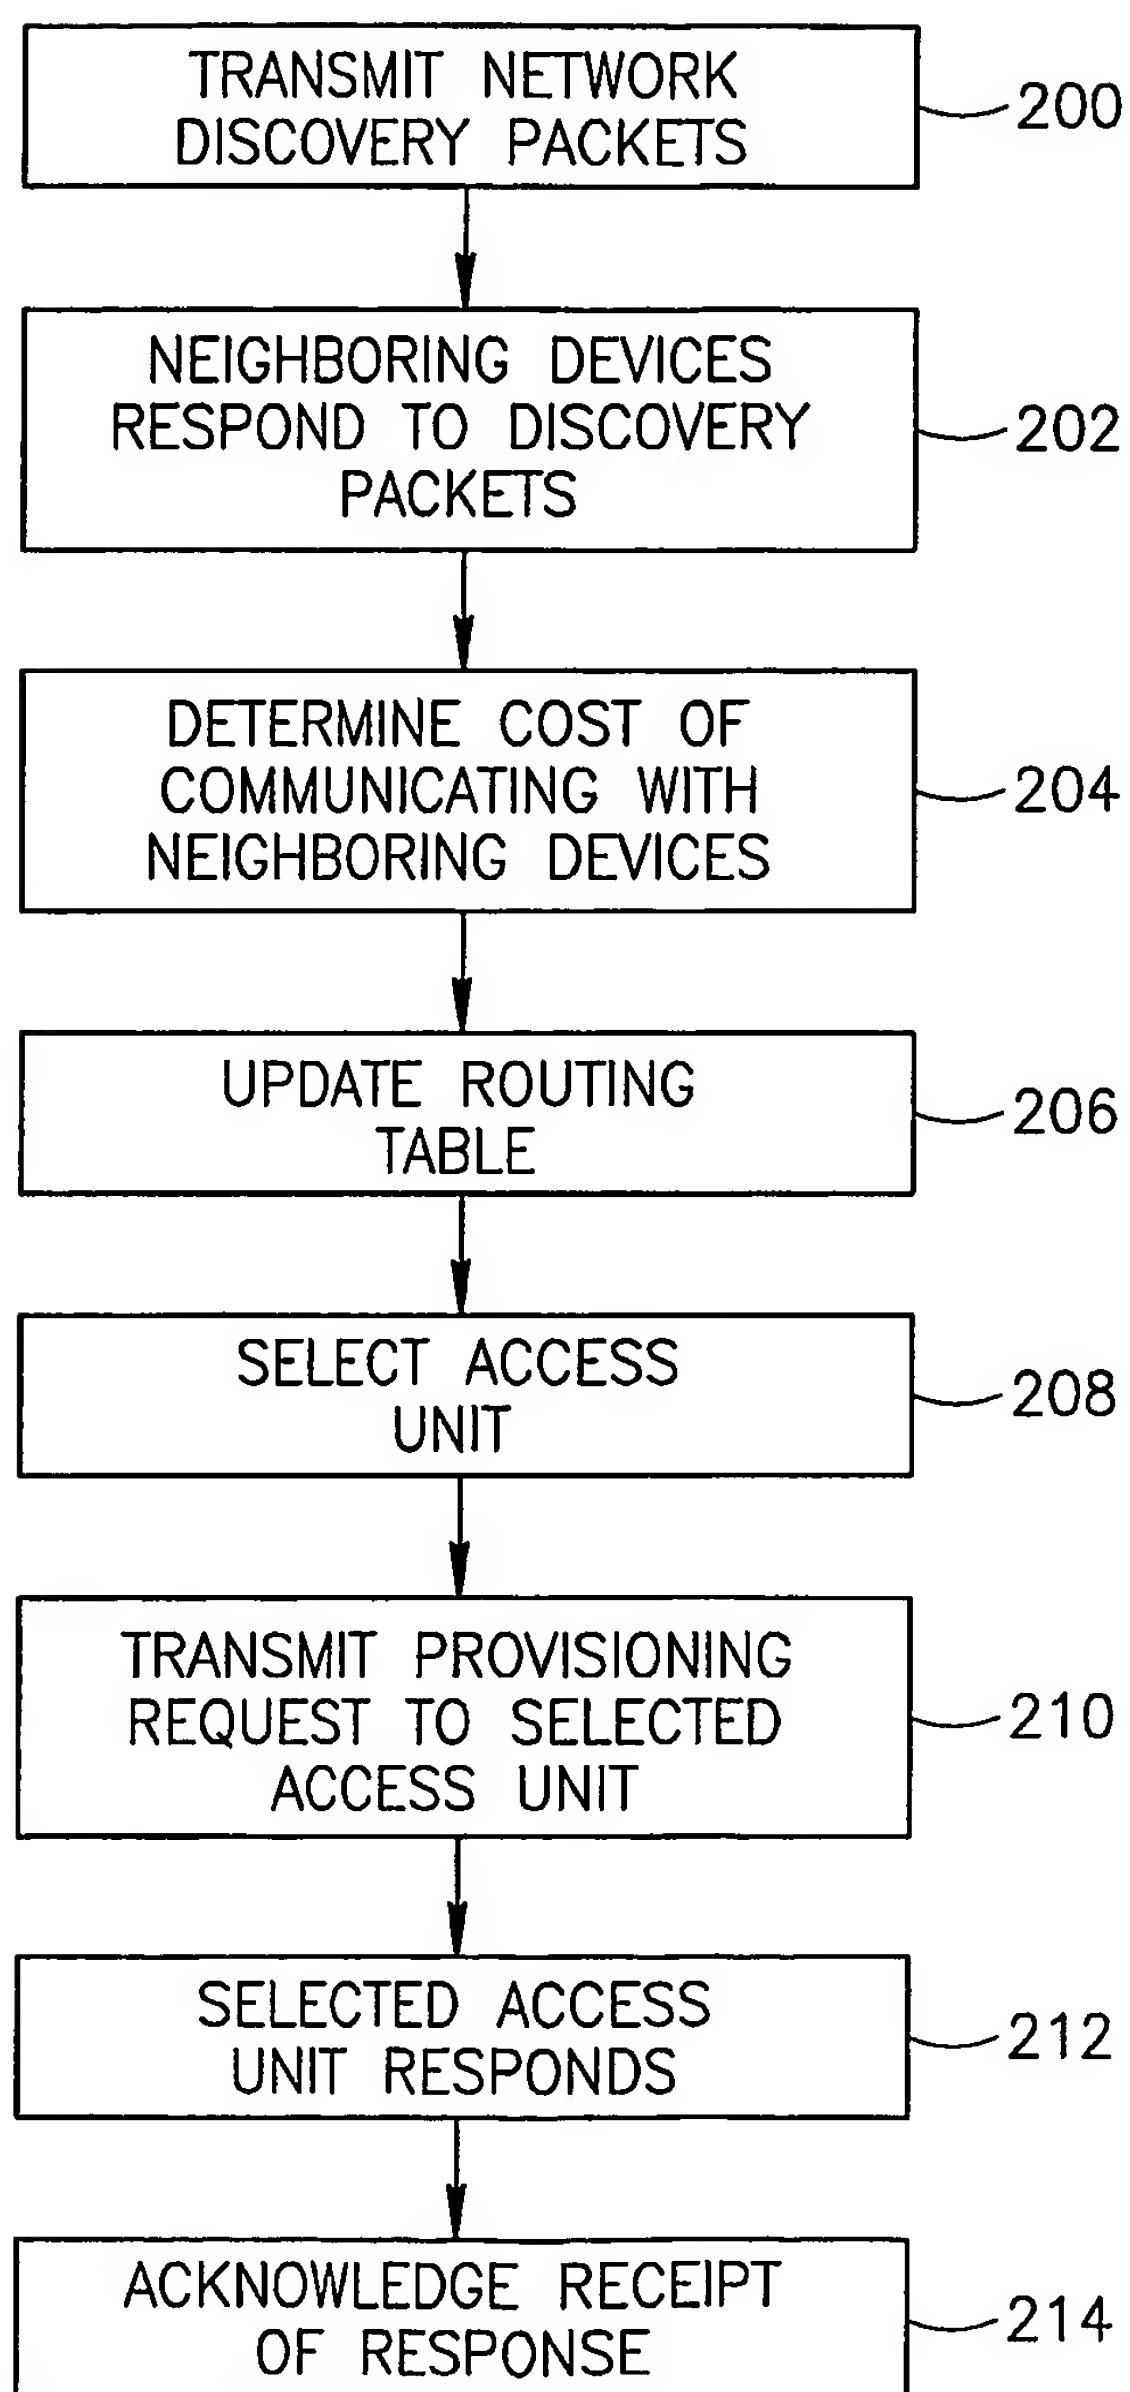 TRANSMIT NETWORK
DISCOVERY PACKETS
200
NEIGHBORING DEVICES
RESPOND TO DISCOVERY
PACKETS
202
DETERMINE COST OF
COMMUNICATING WITH
NEIGHBORING DEVICES
204
UPDATE ROUTING
TABLE
206
SELECT ACCESS
UNIT
208
TRANSMIT PROVISIONING
REQUEST TO SELECTED
ACCESS UNIT
210
SELECTED ACCESS
UNIT RESPONDS
212
ACKNOWLEDGE RECEIPT
OF RESPONSE
214